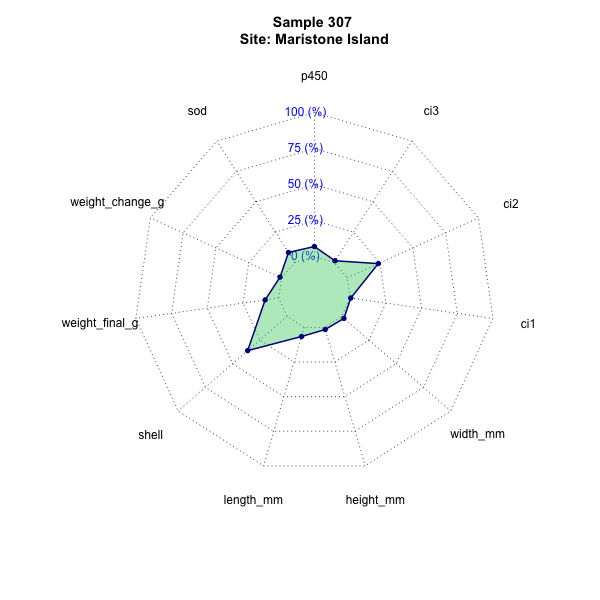 Sample 307
Site: Maristone Island
p450
sod
ci3
100 (%)
75 (%)
weight_change_g
ci2
50 (%)
25 (%)
0 (%)
weight_final_g
ci1
shell
width_mm
length_mm
height_mm